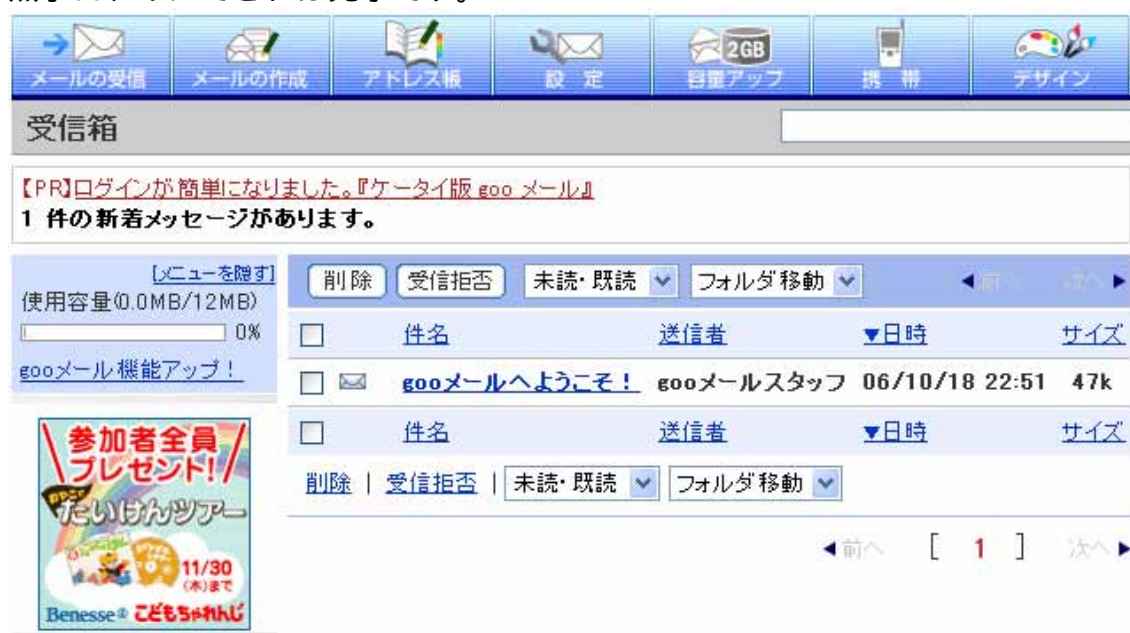 メールの受信 メールの作成 アドレス帳 設定 2GB 容量アップ 携帯 デザイン
受信箱
【PR】ログインが簡単になりました。『ケータイ版 goo メール』
1 件の新着メッセージがあります。
[メニューを隠す]
使用容量(0.0MB/12MB)
0%
gooメール機能アップ！
参加者全員
プレゼント!
おやこで
たいけんツアー
11/30
(木)まで
Benesse® こどもちゃれんじ
削除 受信拒否 未読・既読 フォルダ移動 ◀前へ 次へ▶
件名 送信者 ▼日時 サイズ
gooメールへようこそ！ gooメールスタッフ 06/10/18 22:51 47k
件名 送信者 ▼日時 サイズ
削除 | 受信拒否 | 未読・既読 フォルダ移動
◀前へ [ 1 ] 次へ▶